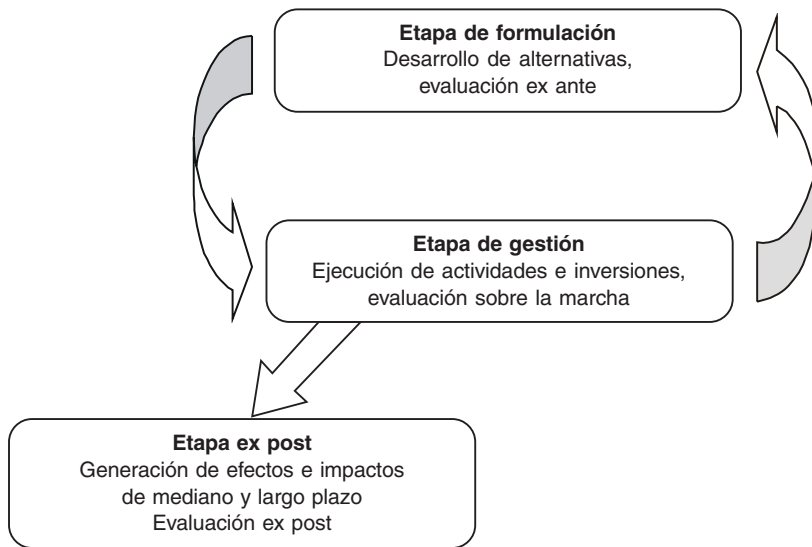 Etapa de formulación
Desarrollo de alternativas,
evaluación ex ante
Etapa de gestión
Ejecución de actividades e inversiones,
evaluación sobre la marcha
Etapa ex post
Generación de efectos e impactos
de mediano y largo plazo
Evaluación ex post